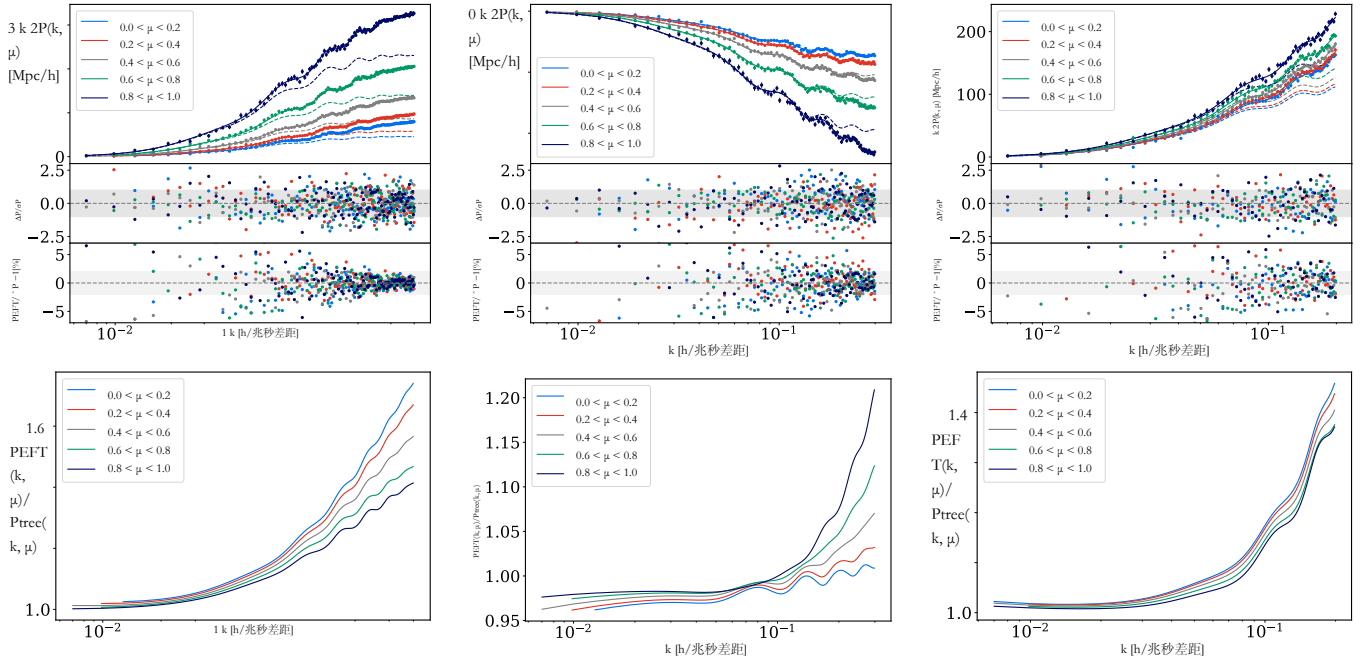 3 k 2P(k,
μ)
[Mpc/h]
0.0 < μ < 0.2
0.2 < μ < 0.4
0.4 < μ < 0.6
0.6 < μ < 0.8
0.8 < μ < 1.0
0
2.5
0.0
−2.5
ΔP/σP
5
0
−5
PEFT/ˆP −1[%]
10⁻²
1 k [h/兆秒差距]
0 k 2P(k,
μ)
[Mpc/h]
0.0 < μ < 0.2
0.2 < μ < 0.4
0.4 < μ < 0.6
0.6 < μ < 0.8
0.8 < μ < 1.0
2.5
0.0
−2.5
ΔP/σP
5
0
−5
PEFT/ˆP −1[%]
10⁻²
10⁻¹
k [h/兆秒差距]
200
100
0
k 2P(k, μ) [Mpc/h]
0.0 < μ < 0.2
0.2 < μ < 0.4
0.4 < μ < 0.6
0.6 < μ < 0.8
0.8 < μ < 1.0
2.5
0.0
−2.5
ΔP/σP
5
0
−5
PEFT/ˆP −1[%]
10⁻²
10⁻¹
k [h/兆秒差距]
1.6
PEFT
(k,
μ)/
Ptree(
k, μ)
1.0
0.0 < μ < 0.2
0.2 < μ < 0.4
0.4 < μ < 0.6
0.6 < μ < 0.8
0.8 < μ < 1.0
10⁻²
1 k [h/兆秒差距]
1.20
1.15
1.10
1.05
1.00
0.95
PEFT(k,μ)/Ptree(k,μ)
0.0 < μ < 0.2
0.2 < μ < 0.4
0.4 < μ < 0.6
0.6 < μ < 0.8
0.8 < μ < 1.0
10⁻²
10⁻¹
k [h/兆秒差距]
1.4
PEF
T(k,
μ)/
Ptree(
k, μ)
1.0
0.0 < μ < 0.2
0.2 < μ < 0.4
0.4 < μ < 0.6
0.6 < μ < 0.8
0.8 < μ < 1.0
10⁻²
10⁻¹
k [h/兆秒差距]